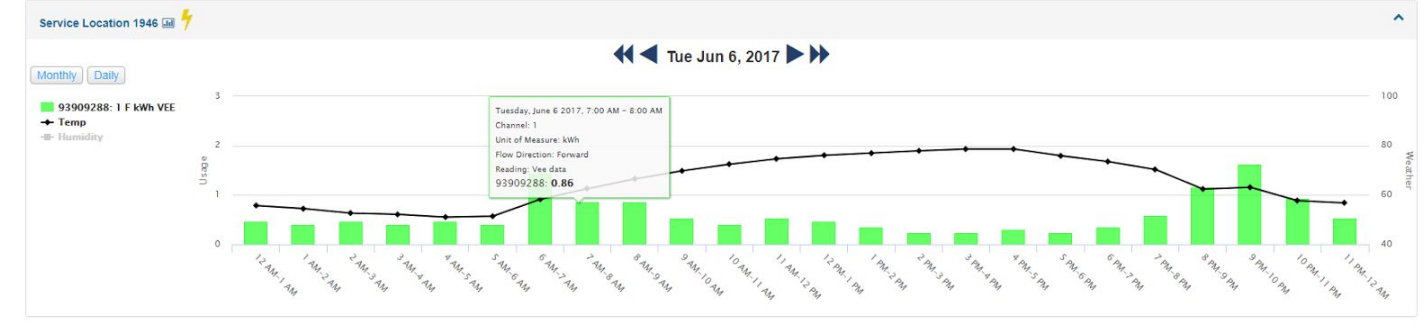 Service Location 1946
Tue Jun 6, 2017
Monthly Daily
93909288: 1 F kWh VEE
Temp
Humidity
Usage
3
2
1
0
Tuesday, June 6 2017, 7:00 AM - 8:00 AM
Channel: 1
Unit of Measure: kWh
Flow Direction: Forward
Reading: Vee data
93909288: 0.86
100
80
60
40
Weather
12 AM-1 AM
1 AM-2 AM
2 AM-3 AM
3 AM-4 AM
4 AM-5 AM
5 AM-6 AM
6 AM-7 AM
7 AM-8 AM
8 AM-9 AM
9 AM-10 AM
10 AM-11 AM
11 AM-12 PM
12 PM-1 PM
1 PM-2 PM
2 PM-3 PM
3 PM-4 PM
4 PM-5 PM
5 PM-6 PM
6 PM-7 PM
7 PM-8 PM
8 PM-9 PM
9 PM-10 PM
10 PM-11 PM
11 PM-12 AM